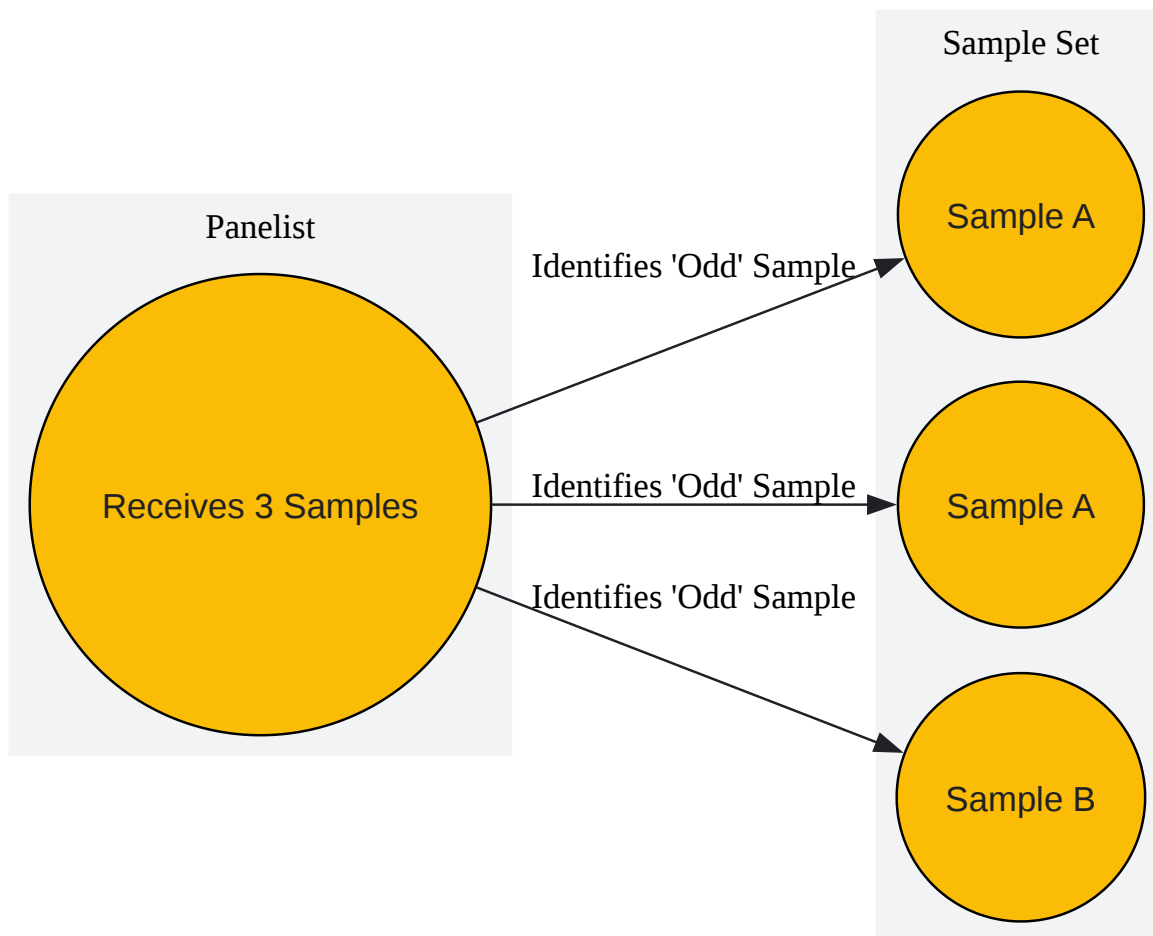 Sample Set
Sample A
Panelist
Identifies 'Odd' Sample
Receives 3 Samples
Identifies 'Odd' Sample
Sample A
Identifies 'Odd' Sample
Sample B